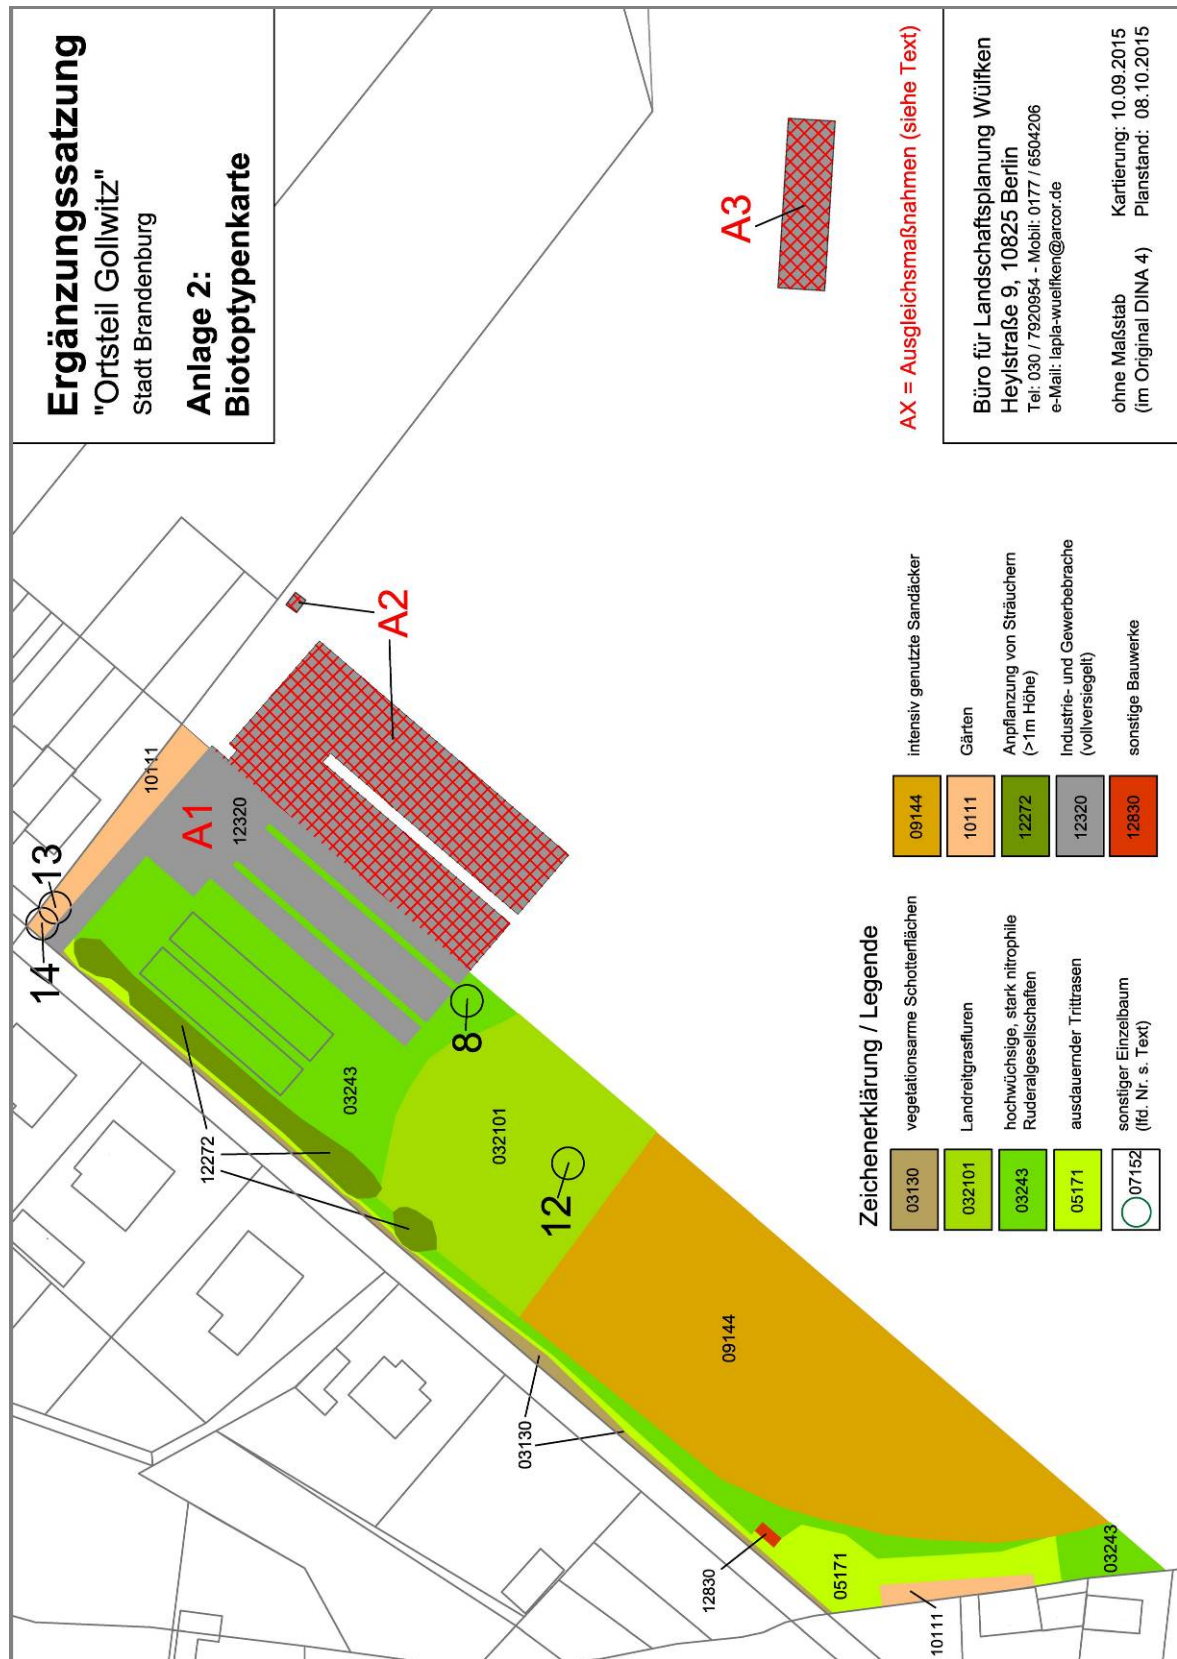 Ergänzungssatzung
"Ortsteil Gollwitz"
Stadt Brandenburg
Anlage 2:
Biotoptypenkarte
14
13
10111
A1
12320
A2
A3
12272
03243
8
032101
12
03130
09144
12830
05171
10111
03243
AX = Ausgleichsmaßnahmen (siehe Text)
Zeichenerklärung / Legende
03130 vegetationsarme Schotterflächen
032101 Landreitgrasfluren
03243 hochwüchsige, stark nitrophile
Ruderalgesellschaften
05171 ausdauernder Trittrasen
07152 sonstiger Einzelbaum
(lfd. Nr. s. Text)
09144 intensiv genutzte Sandäcker
10111 Gärten
12272 Anpflanzung von Sträuchern
(>1m Höhe)
12320 Industrie- und Gewerbebrache
(vollversiegelt)
12830 sonstige Bauwerke
Büro für Landschaftsplanung Wülfken
Heylstraße 9, 10825 Berlin
Tel: 030 / 7920954 - Mobil: 0177 / 6504206
e-Mail: lapla-wuelfken@arcor.de
ohne Maßstab Kartierung: 10.09.2015
(im Original DINA 4) Planstand: 08.10.2015